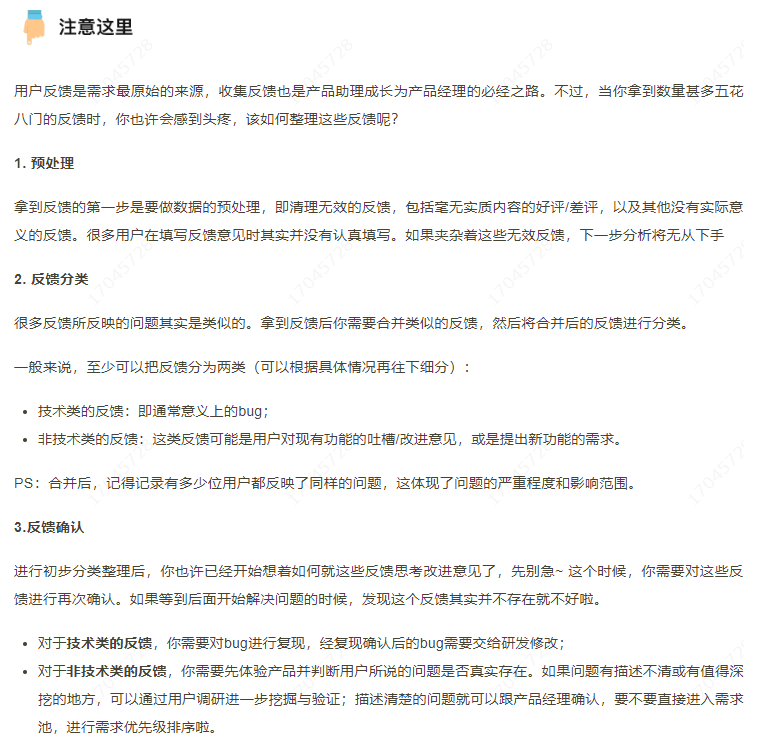 注意这里
用户反馈是需求最原始的来源，收集反馈也是产品助理成长为产品经理的必经之路。不过，当你拿到数量甚多五花
八门的反馈时，你也许会感到头疼，该如何整理这些反馈呢？
1. 预处理
拿到反馈的第一步是要做数据的预处理，即清理无效的反馈，包括毫无实质内容的好评/差评，以及其他没有实际意
义的反馈。很多用户在填写反馈意见时其实并没有认真填写。如果夹杂着这些无效反馈，下一步分析将无从下手
2. 反馈分类
很多反馈所反映的问题其实是类似的。拿到反馈后你需要合并类似的反馈，然后将合并后的反馈进行分类。
一般来说，至少可以把反馈分为两类（可以根据具体情况再往下细分）：
• 技术类的反馈：即通常意义上的bug；
• 非技术类的反馈：这类反馈可能是用户对现有功能的吐槽/改进意见，或是提出新功能的需求。
PS：合并后，记得记录有多少位用户都反映了同样的问题，这体现了问题的严重程度和影响范围。
3.反馈确认
进行初步分类整理后，你也许已经开始想着如何就这些反馈思考改进意见了，先别急~ 这个时候，你需要对这些反
馈进行再次确认。如果等到后面开始解决问题的时候，发现这个反馈其实并不存在就不好啦。
• 对于技术类的反馈，你需要对bug进行复现，经复现确认后的bug需要交给研发修改；
• 对于非技术类的反馈，你需要先体验产品并判断用户所说的问题是否真实存在。如果问题有描述不清或有值得深
挖的地方，可以通过用户调研进一步挖掘与验证；描述清楚的问题就可以跟产品经理确认，要不要直接进入需求
池，进行需求优先级排序啦。
17045728